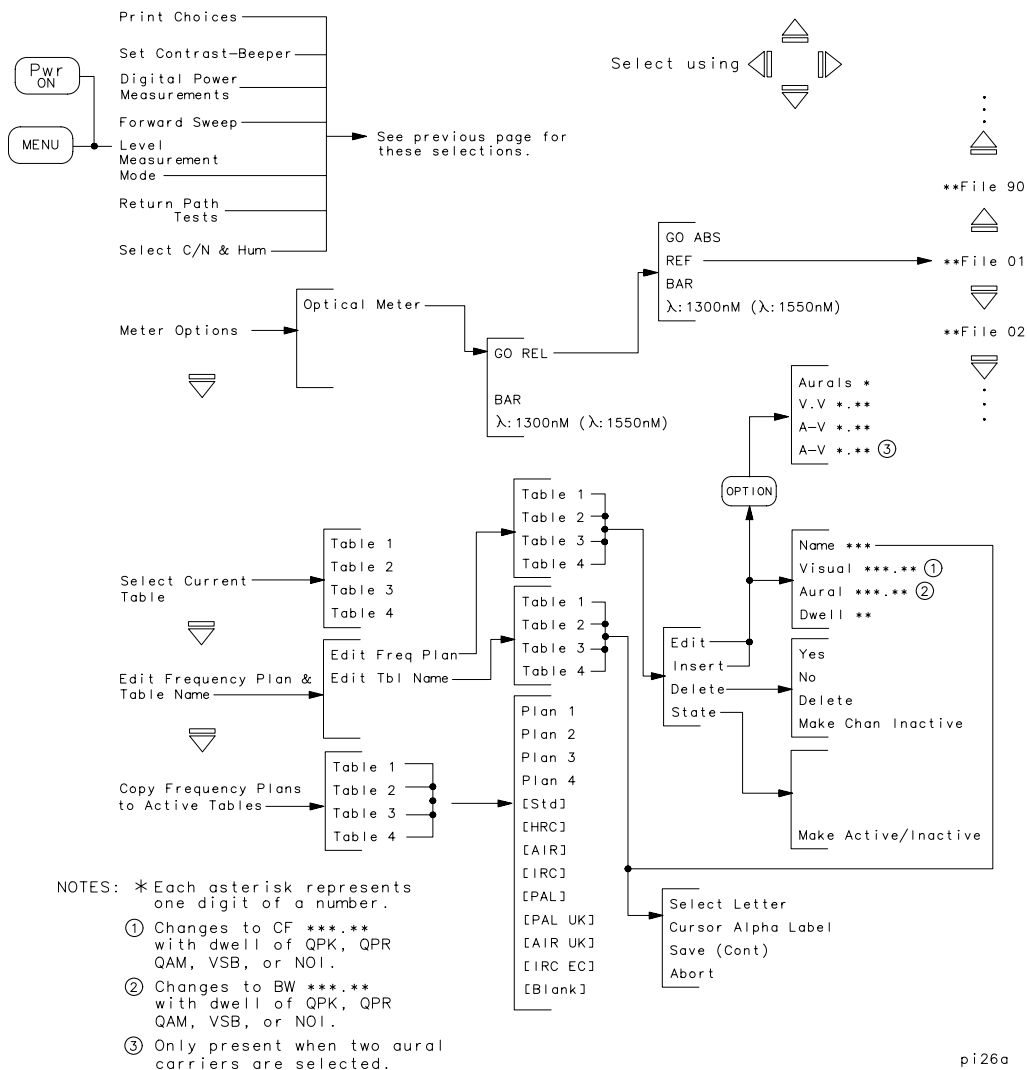 Print Choices
Set Contrast-Beeper
Digital Power
Measurements
Forward Sweep
Level
Measurement
Mode
Return Path
Tests
Select C/N & Hum
Pwr
ON
MENU
See previous page for
these selections.
Select using
**File 90
**File 01
**File 02
Meter Options
Optical Meter
GO REL
BAR
λ:1300nM (λ:1550nM)
GO ABS
REF
BAR
λ:1300nM (λ:1550nM)
Aurals *
V.V *.**
A-V *.**
A-V *.** ③
OPTION
Select Current
Table
Table 1
Table 2
Table 3
Table 4
Edit Frequency Plan &
Table Name
Edit Freq Plan
Edit Tbl Name
Table 1
Table 2
Table 3
Table 4
Table 1
Table 2
Table 3
Table 4
Edit
Insert
Delete
State
Name ***
Visual ***.** ①
Aural ***.** ②
Dwell **
Yes
No
Delete
Make Chan Inactive
Make Active/Inactive
Copy Frequency Plans
to Active Tables
Table 1
Table 2
Table 3
Table 4
Plan 1
Plan 2
Plan 3
Plan 4
[Std]
[HRC]
[AIR]
[IRC]
[PAL]
[PAL UK]
[AIR UK]
[IRC EC]
[Blank]
Select Letter
Cursor Alpha Label
Save (Cont)
Abort
NOTES: * Each asterisk represents
one digit of a number.
① Changes to CF ***.**
with dwell of QPK, QPR
QAM, VSB, or NOI.
② Changes to BW ***.**
with dwell of QPK, QPR
QAM, VSB, or NOI.
③ Only present when two aural
carriers are selected.
pi26a